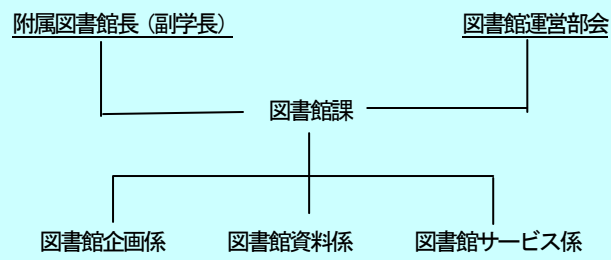 附属図書館長（副学長）
図書館運営部会
図書館課
図書館企画係
図書館資料係
図書館サービス係